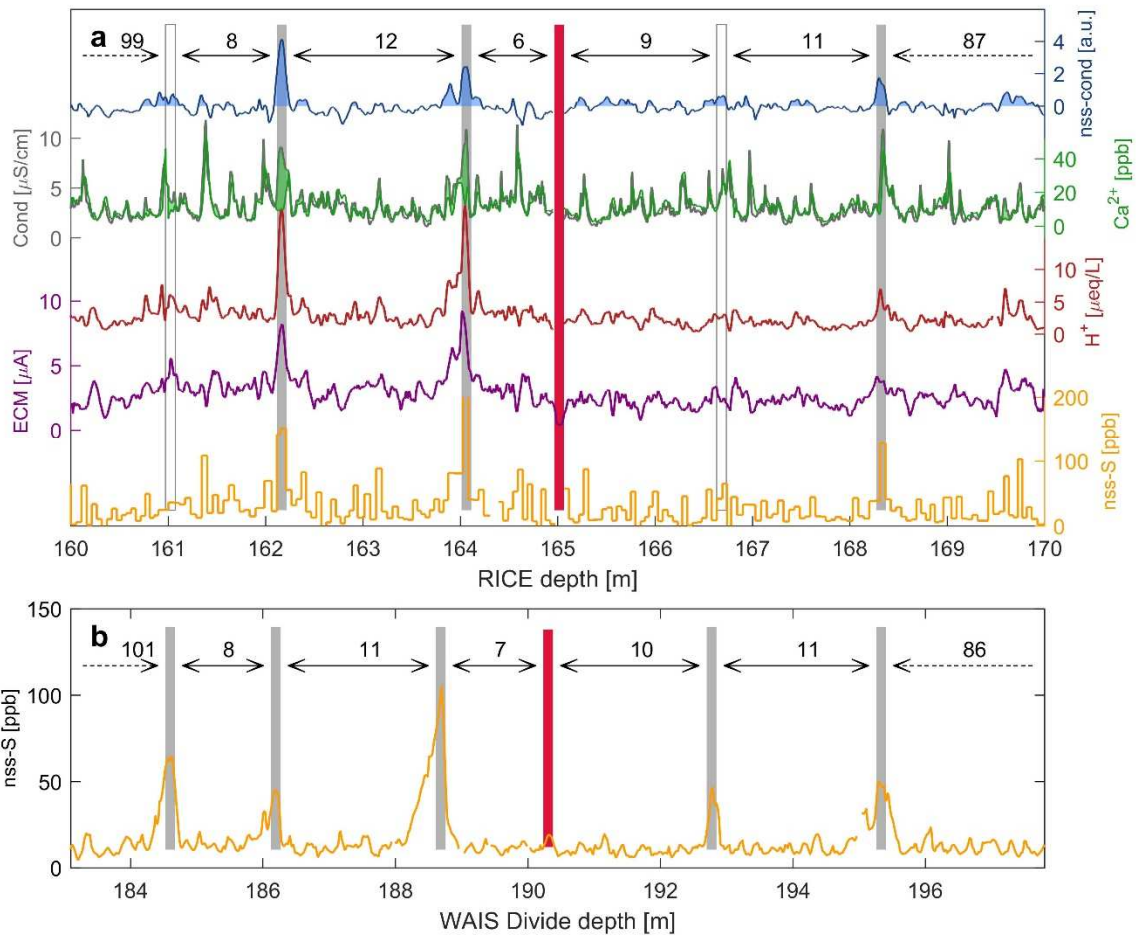 a
99 8 12 6 9 11 87
4
2
0
nss-cond [a.u.]
10
5
0
Cond [μS/cm]
40
20
0
Ca2+ [ppb]
10
5
0
H+ [μeq/L]
10
5
0
ECM [μA]
200
100
0
nss-S [ppb]
160 161 162 163 164 165 166 167 168 169 170
RICE depth [m]
b
101 8 11 7 10 11 86
150
100
50
0
nss-S [ppb]
184 186 188 190 192 194 196
WAIS Divide depth [m]